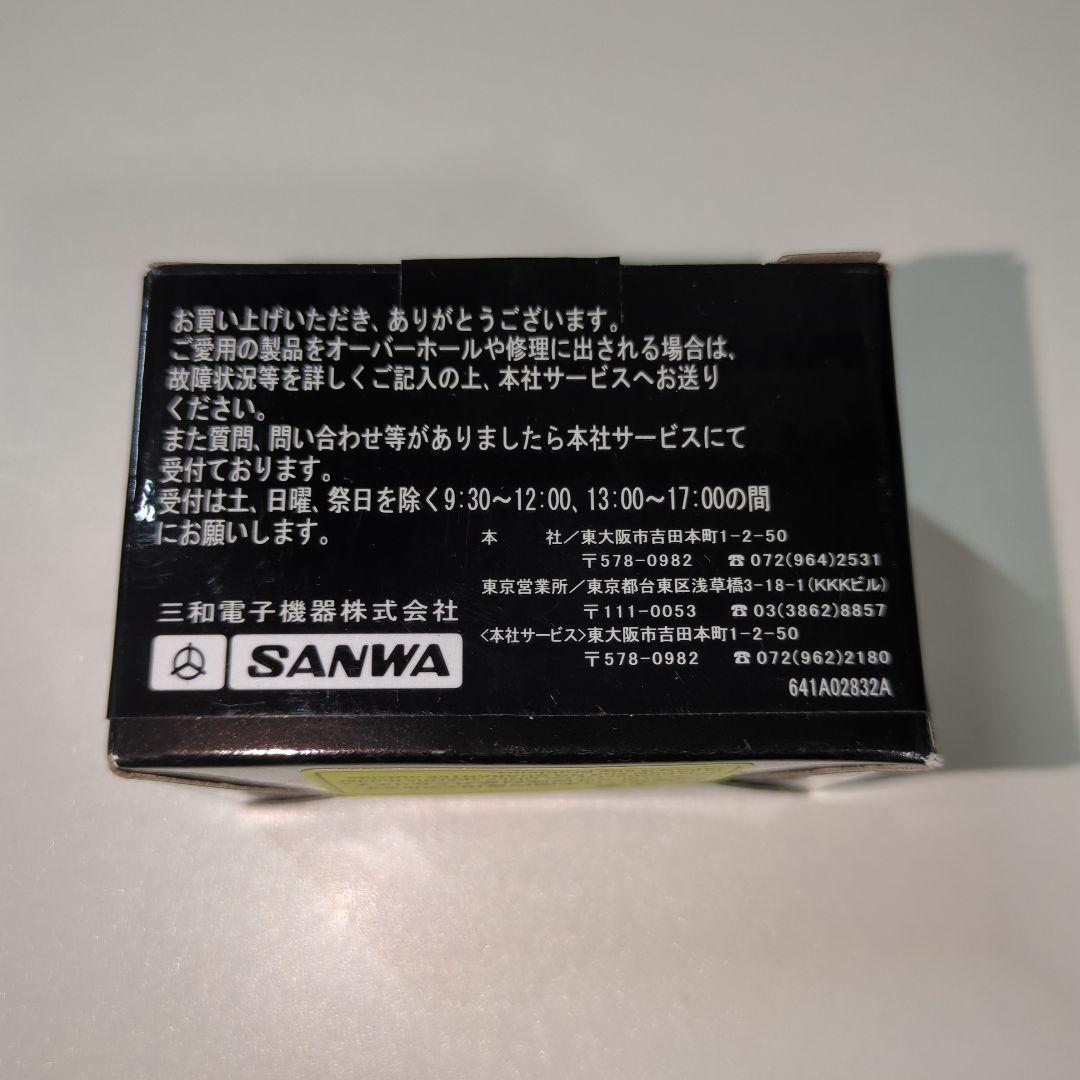 お買い上げいただき、ありがとうございます。
ご愛用の製品をオーバーホールや修理に出される場合は、
故障状況等を詳しくご記入の上、本社サービスへお送り
ください。
また質問、問い合わせ等がありましたら本社サービスにて
受付ております。
受付は土、日曜、祭日を除く9:30～12:00、13:00～17:00の間
にお願いします。
本　　　社／東大阪市吉田本町1-2-50
〒578-0982 ☎072(964)2531
東京営業所／東京都台東区浅草橋3-18-1(KKKビル)
〒111-0053 ☎03(3862)8857
<本社サービス>東大阪市吉田本町1-2-50
〒578-0982 ☎072(962)2180
641A02832A
三和電子機器株式会社
SANWA